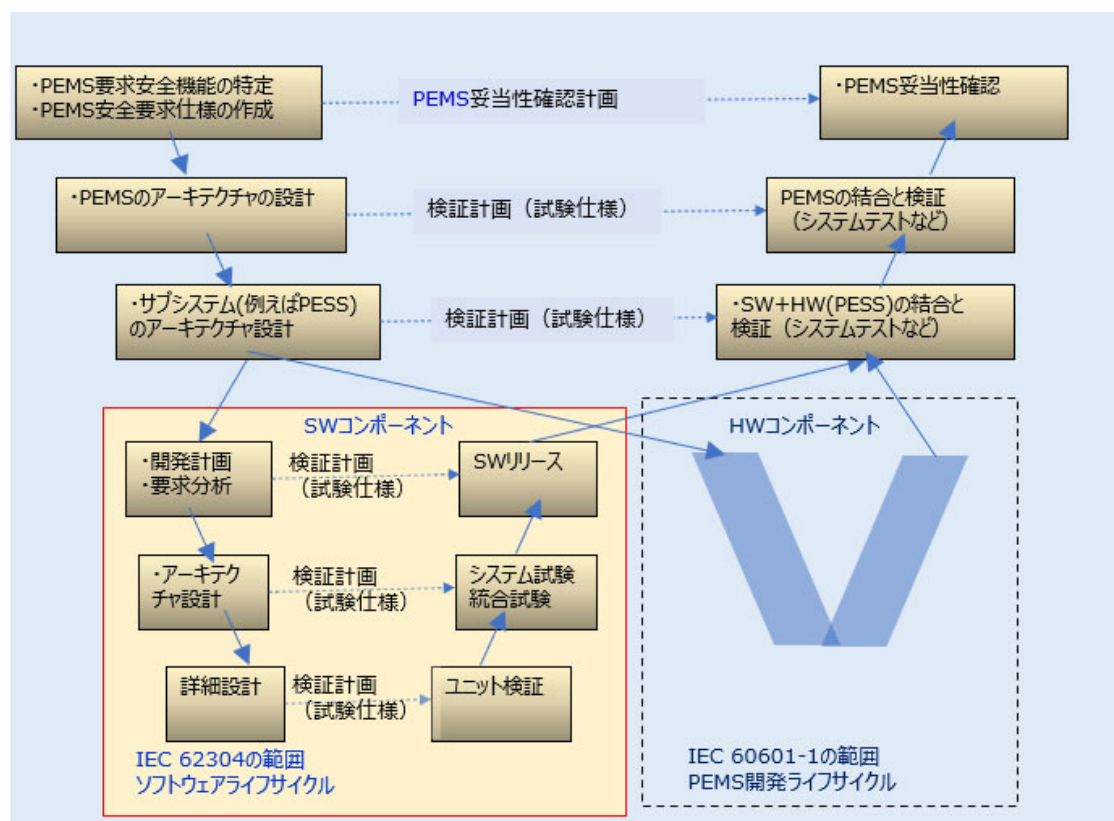 ・PEMS要求安全機能の特定
・PEMS安全要求仕様の作成
PEMS妥当性確認計画
・PEMS妥当性確認
・PEMSのアーキテクチャの設計
検証計画（試験仕様）
PEMSの結合と検証
（システムテストなど）
・サブシステム(例えばPESS)
のアーキテクチャ設計
検証計画（試験仕様）
・SW+HW(PESS)の結合と
検証（システムテストなど）
SWコンポーネント
・開発計画
・要求分析
検証計画
（試験仕様）
SWリリース
・アーキテク
チャ設計
検証計画
（試験仕様）
システム試験
統合試験
詳細設計
検証計画
（試験仕様）
ユニット検証
IEC 62304の範囲
ソフトウェアライフサイクル
HWコンポーネント
IEC 60601-1の範囲
PEMS開発ライフサイクル